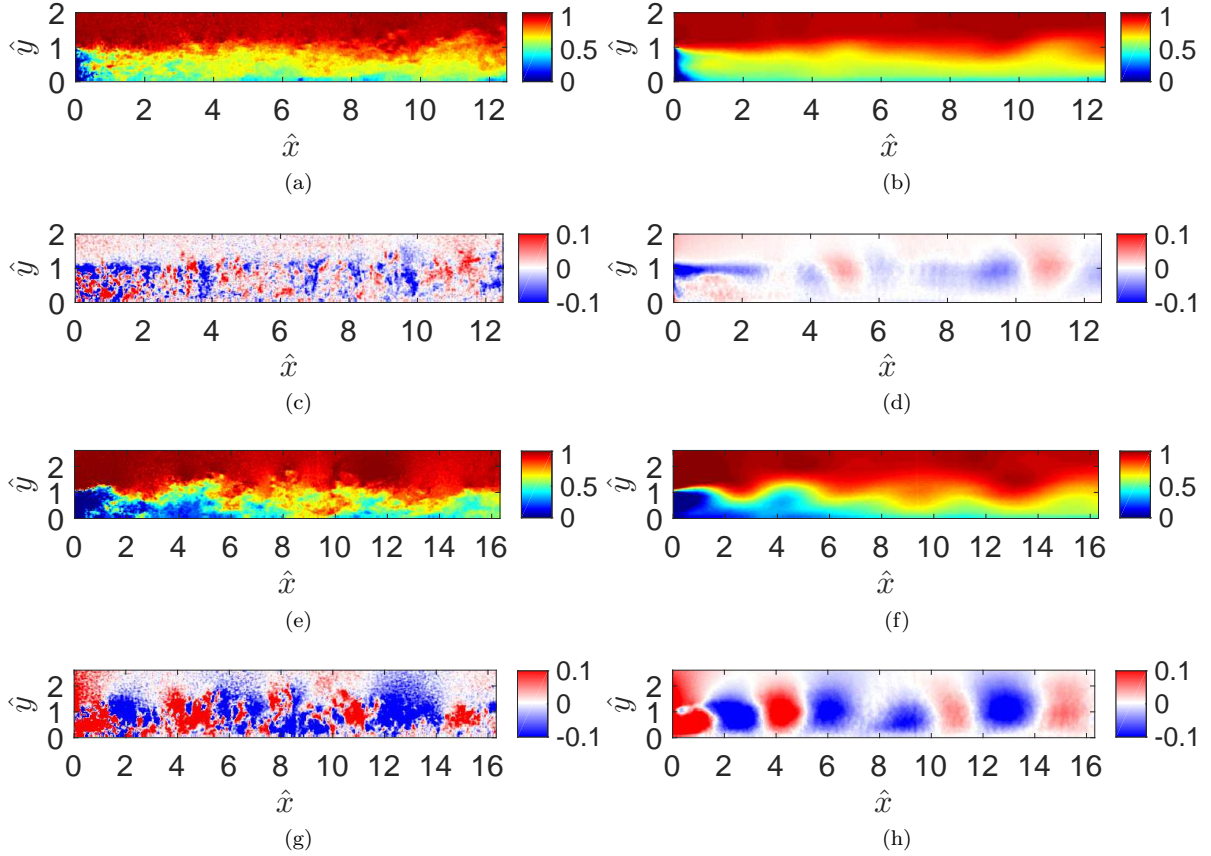 2 1 0 ŷ 0 2 4 6 8 10 12 x̂ 1 0.5 0
(a)
2 1 0 ŷ 0 2 4 6 8 10 12 x̂ 1 0.5 0
(b)
2 1 0 ŷ 0 2 4 6 8 10 12 x̂ 0.1 0 -0.1
(c)
2 1 0 ŷ 0 2 4 6 8 10 12 x̂ 0.1 0 -0.1
(d)
2 1 0 ŷ 0 2 4 6 8 10 12 14 16 x̂ 1 0.5 0
(e)
2 1 0 ŷ 0 2 4 6 8 10 12 14 16 x̂ 1 0.5 0
(f)
2 1 0 ŷ 0 2 4 6 8 10 12 14 16 x̂ 0.1 0 -0.1
(g)
2 1 0 ŷ 0 2 4 6 8 10 12 14 16 x̂ 0.1 0 -0.1
(h)